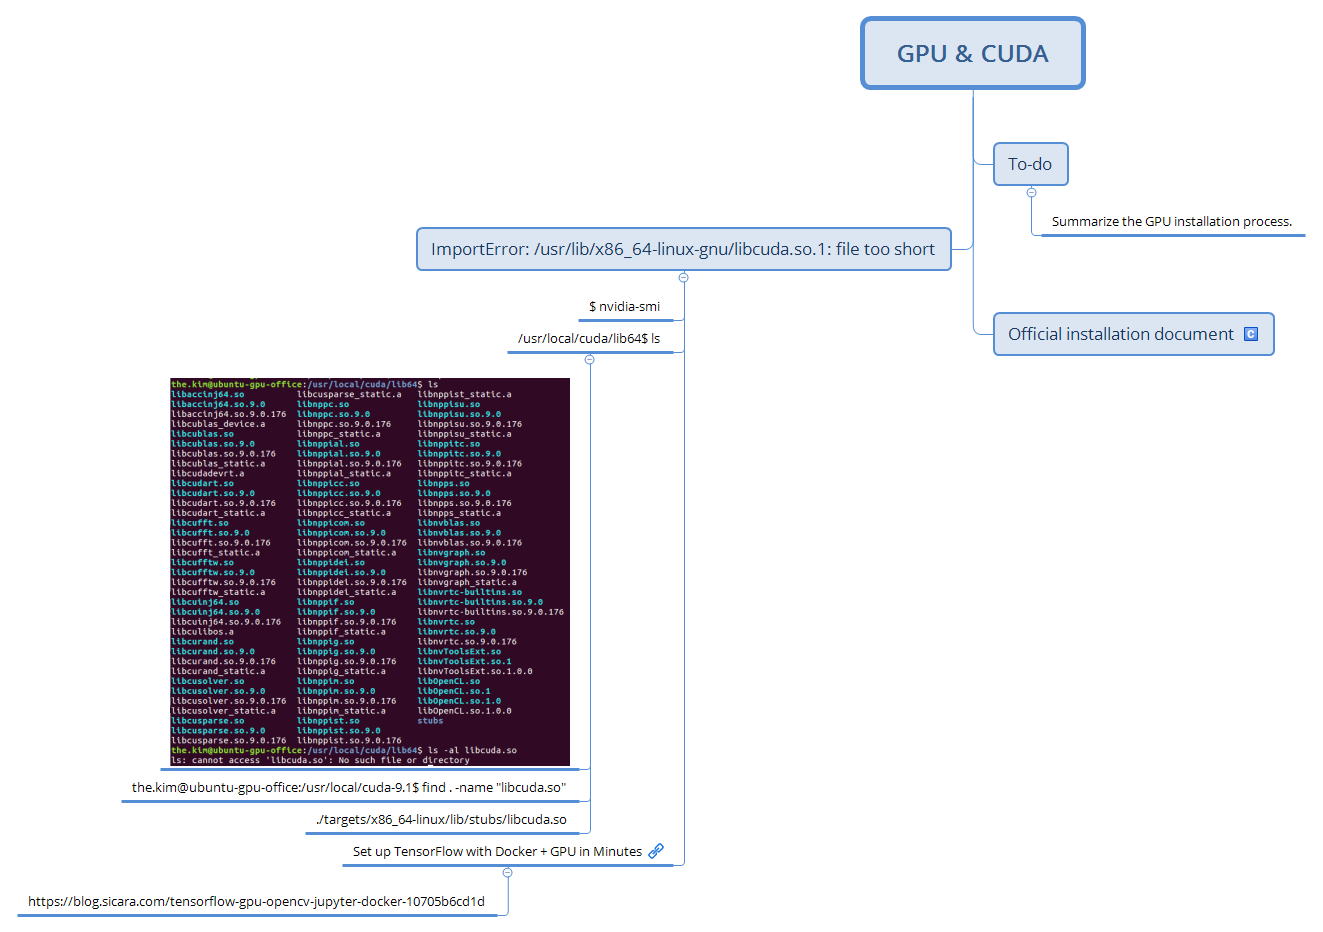 GPU & CUDA
To-do
Summarize the GPU installation process.
ImportError: /usr/lib/x86_64-linux-gnu/libcuda.so.1: file too short
$ nvidia-smi
/usr/local/cuda/lib64$ ls
the.kim@ubuntu-gpu-office:/usr/local/cuda/lib64$ ls
libaccinj64.so libcusparse_static.a libnppist_static.a
libaccinj64.so.9.0 libnppc.so libnppisu.so
libaccinj64.so.9.0.176 libnppc.so.9.0 libnppisu.so.9.0
libcublas_device.a libnppc.so.9.0.176 libnppisu.so.9.0.176
libcublas.so libnppc_static.a libnppisu_static.a
libcublas.so.9.0 libnppial.so libnppitc.so
libcublas.so.9.0.176 libnppial.so.9.0 libnppitc.so.9.0
libcublas_static.a libnppial.so.9.0.176 libnppitc.so.9.0.176
libcudadevrt.a libnppial_static.a libnppitc_static.a
libcudart.so libnppicc.so libnpps.so
libcudart.so.9.0 libnppicc.so.9.0 libnpps.so.9.0
libcudart.so.9.0.176 libnppicc.so.9.0.176 libnpps.so.9.0.176
libcudart_static.a libnppicc_static.a libnpps_static.a
libcufft.so libnppicom.so libnvblas.so
libcufft.so.9.0 libnppicom.so.9.0 libnvblas.so.9.0
libcufft.so.9.0.176 libnppicom.so.9.0.176 libnvblas.so.9.0.176
libcufft_static.a libnppicom_static.a libnvgraph.so
libcufftw.so libnppidei.so libnvgraph.so.9.0
libcufftw.so.9.0 libnppidei.so.9.0 libnvgraph.so.9.0.176
libcufftw.so.9.0.176 libnppidei.so.9.0.176 libnvgraph_static.a
libcufftw_static.a libnppidei_static.a libnvrtc-builtins.so
libcuinj64.so libnppif.so libnvrtc-builtins.so.9.0
libcuinj64.so.9.0 libnppif.so.9.0 libnvrtc-builtins.so.9.0.176
libcuinj64.so.9.0.176 libnppif.so.9.0.176 libnvrtc.so
libculibos.a libnppif_static.a libnvrtc.so.9.0
libcurand.so libnppig.so libnvrtc.so.9.0.176
libcurand.so.9.0 libnppig.so.9.0 libnvToolsExt.so
libcurand.so.9.0.176 libnppig.so.9.0.176 libnvToolsExt.so.1
libcurand_static.a libnppig_static.a libnvToolsExt.so.1.0.0
libcusolver.so libnppim.so libOpenCL.so
libcusolver.so.9.0 libnppim.so.9.0 libOpenCL.so.1
libcusolver.so.9.0.176 libnppim.so.9.0.176 libOpenCL.so.1.0
libcusolver_static.a libnppim_static.a libOpenCL.so.1.0.0
libcusparse.so libnppist.so stubs
libcusparse.so.9.0 libnppist.so.9.0
libcusparse.so.9.0.176 libnppist.so.9.0.176
the.kim@ubuntu-gpu-office:/usr/local/cuda/lib64$ ls -al libcuda.so
ls: cannot access 'libcuda.so': No such file or directory
the.kim@ubuntu-gpu-office:/usr/local/cuda-9.1$ find . -name "libcuda.so"
./targets/x86_64-linux/lib/stubs/libcuda.so
Set up TensorFlow with Docker + GPU in Minutes
https://blog.sicara.com/tensorflow-gpu-opencv-jupyter-docker-10705b6cd1d
Official installation document C